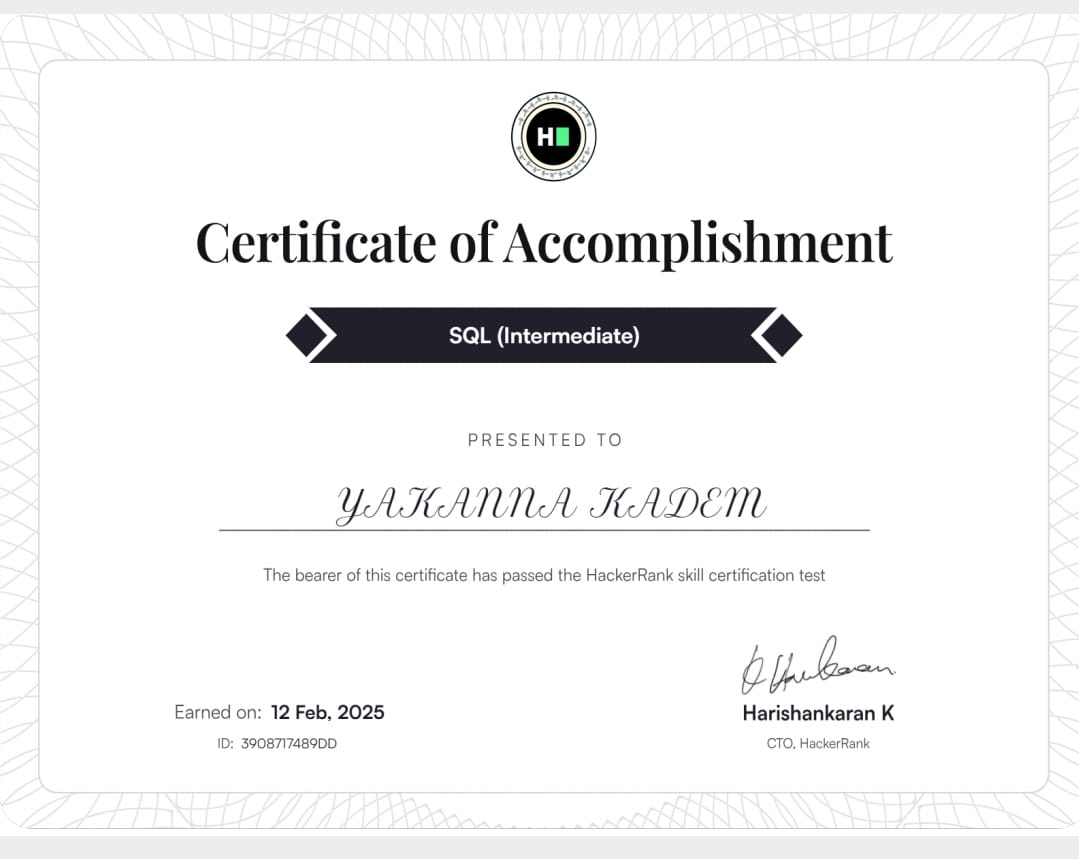 H
Certificate of Accomplishment
SQL (Intermediate)
PRESENTED TO
YAKANNA KADEM
The bearer of this certificate has passed the HackerRank skill certification test
Earned on: 12 Feb, 2025
ID: 3908717489DD
Harishankaran K
CTO, HackerRank